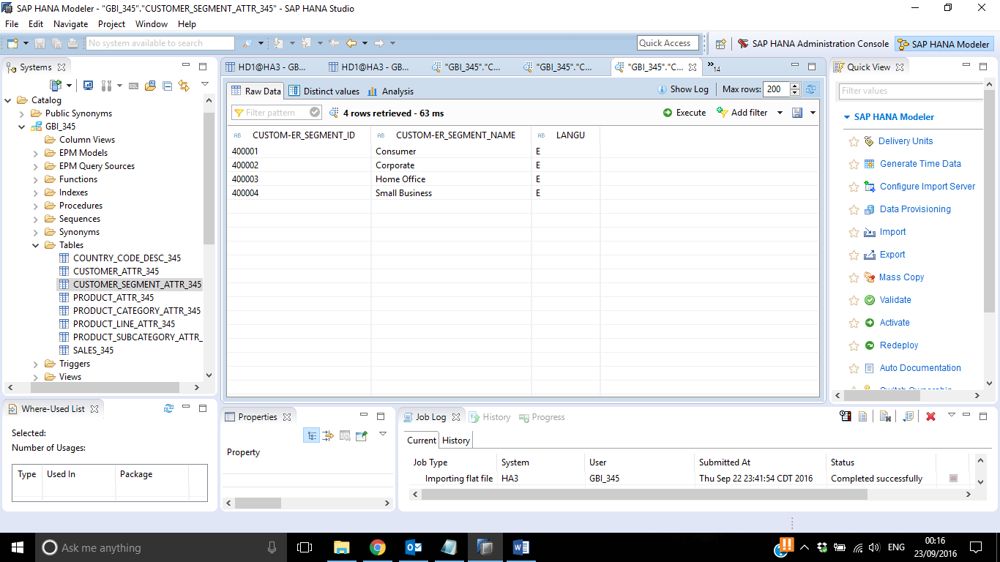 SAP HANA Modeler - "GBI_345"."CUSTOMER_SEGMENT_ATTR_345" - SAP HANA Studio
File Edit Navigate Project Window Help
No system available to search
Quick Access
SAP HANA Administration Console
SAP HANA Modeler
Systems
Catalog
Public Synonyms
GBI_345
Column Views
EPM Models
EPM Query Sources
Functions
Indexes
Procedures
Sequences
Synonyms
Tables
COUNTRY_CODE_DESC_345
CUSTOMER_ATTR_345
CUSTOMER_SEGMENT_ATTR_345
PRODUCT_ATTR_345
PRODUCT_CATEGORY_ATTR_345
PRODUCT_LINE_ATTR_345
PRODUCT_SUBCATEGORY_ATTR_
SALES_345
Triggers
Views
HD1@HA3 - GB... HD1@HA3 - GB... "GBI_345"."C... "GBI_345"."C... "GBI_345"."C... »14
Raw Data Distinct values Analysis Show Log Max rows: 200
Filter pattern 4 rows retrieved - 63 ms Execute Add filter
AB CUSTOM-ER_SEGMENT_ID AB CUSTOM-ER_SEGMENT_NAME AB LANGU
400001 Consumer E
400002 Corporate E
400003 Home Office E
400004 Small Business E
Quick View
Filter values
SAP HANA Modeler
Delivery Units
Generate Time Data
Configure Import Server
Data Provisioning
Import
Export
Mass Copy
Validate
Activate
Redeploy
Auto Documentation
Switch Ownership
Where-Used List
Selected:
Number of Usages:
Type Used In Package
Properties
Property
Job Log History Progress
Current History
Job Type System User Submitted At Status
Importing flat file HA3 GBI_345 Thu Sep 22 23:41:54 CDT 2016 Completed successfully
Ask me anything
ENG
00:16
23/09/2016